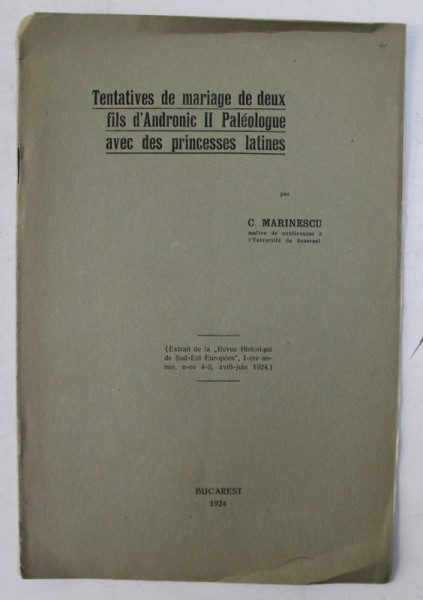 Tentatives de mariage de deux
fils d'Andronic II Paléologue
avec des princesses latines
par
C. MARINESCU
maître de conférences à
l'Université de Bucarest
(Extrait de la „Revue Historique
de Sud-Est Européen", 1-ère an-
née, n-os 4-6, avril-juin 1924.)
BUCAREST
1924